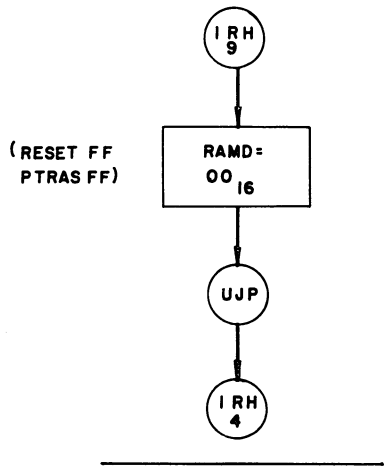 IRH
9
(RESET FF
PTRAS FF)
RAMD=
00 16
UJP
IRH
4